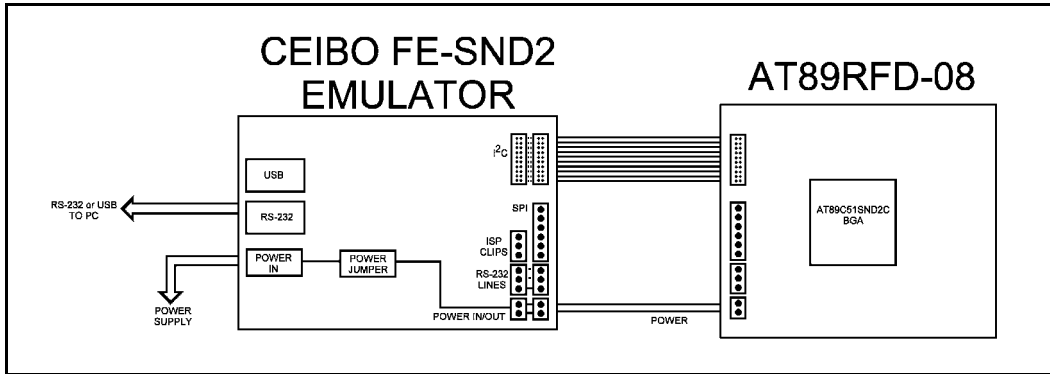 CEIBO FE-SND2
EMULATOR
AT89RFD-08
I²C
USB
RS-232 or USB
TO PC
RS-232
SPI
AT89C51SND2C
BGA
ISP
CLIPS
POWER
IN
POWER
JUMPER
RS-232
LINES
POWER
SUPPLY
POWER IN/OUT
POWER